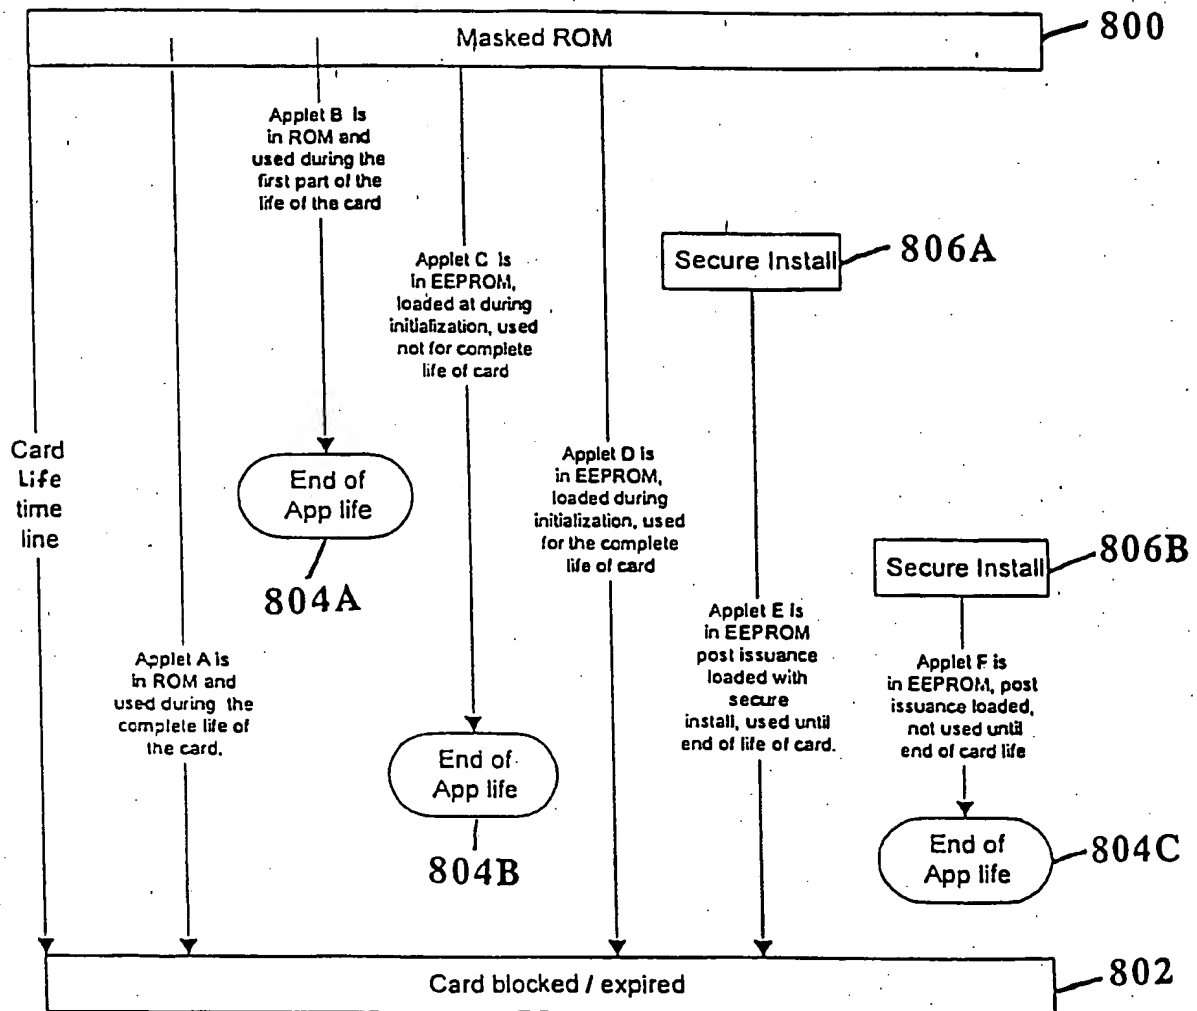 Masked ROM
800
Applet B is
in ROM and
used during the
first part of the
life of the card
Applet C is
in EEPROM,
loaded at during
initialization, used
not for complete
life of card
Secure Install
806A
Card
Life
time
line
End of
App life
804A
Applet D is
in EEPROM,
loaded during
initialization, used
for the complete
life of card
Secure Install
806B
Applet A is
in ROM and
used during the
complete life of
the card.
Applet E is
in EEPROM
post issuance
loaded with
secure
install, used until
end of life of card.
Applet F is
in EEPROM, post
issuance loaded,
not used until
end of card life
End of
App life
804B
End of
App life
804C
Card blocked / expired
802